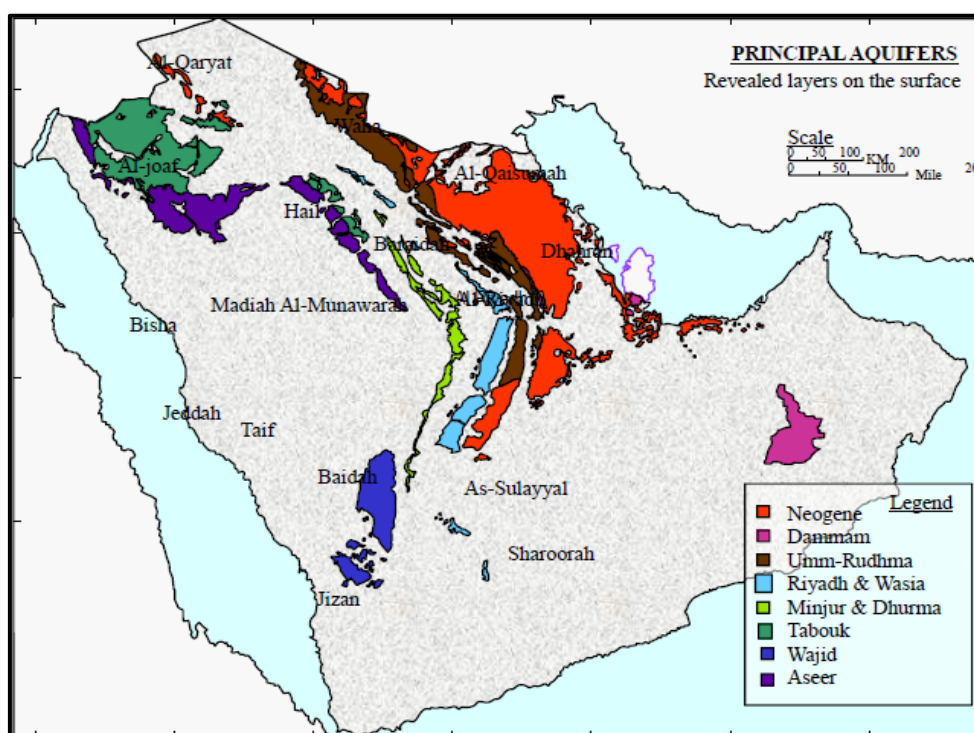 PRINCIPAL AQUIFERS
Revealed layers on the surface
Scale
0 50 100 200
KM.
0 50 100 200
Mile
Al-Qaryat
Waha
Al-joaf
Al-Qaisumah
Hail
Baraidah
Dhahran
Madiah Al-Munawarah
Bisha
Jeddah
Taif
Baidah
As-Sulayyal
Sharoorah
Jizan
Legend
Neogene
Dammam
Umm-Rudhma
Riyadh & Wasia
Minjur & Dhurma
Tabouk
Wajid
Aseer